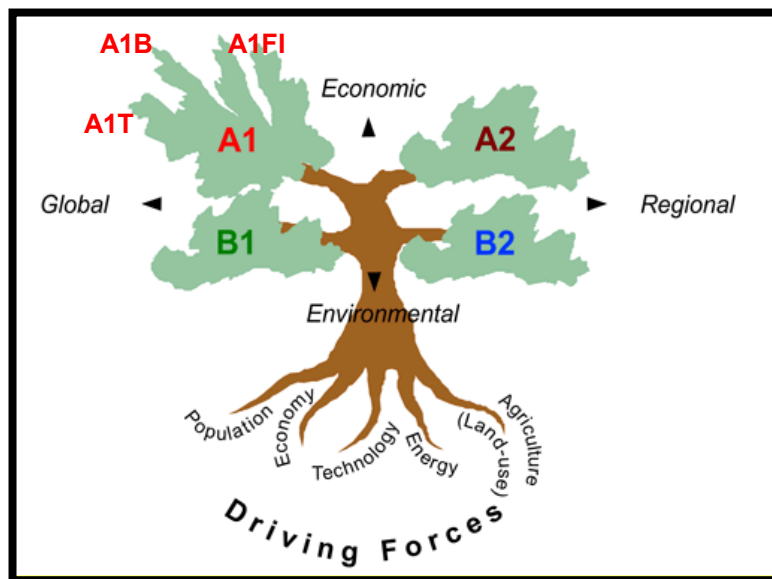 A1B
A1FI
A1T
Economic
A1
A2
Global
Regional
B1
B2
Environmental
Population
Economy
Technology
Energy
Agriculture
(Land-use)
Driving Forces